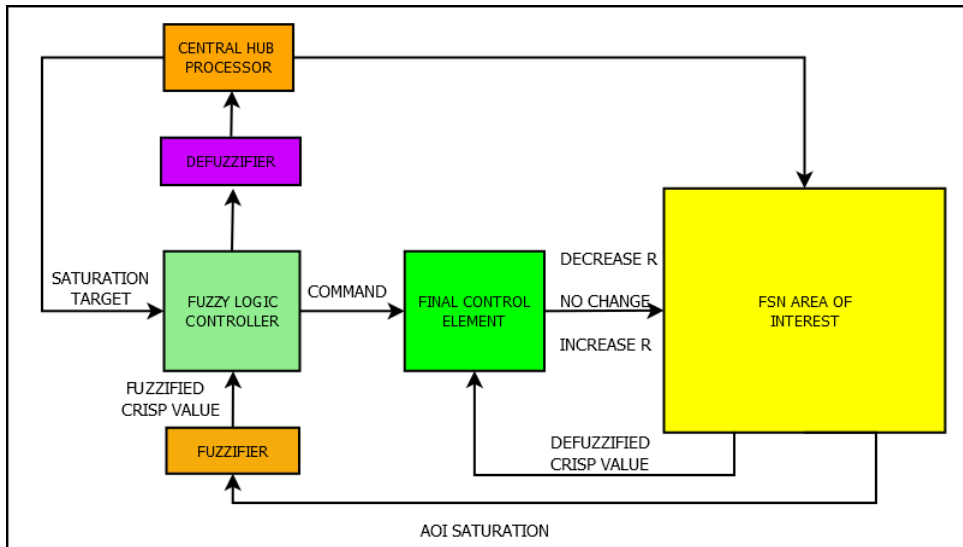 CENTRAL HUB
PROCESSOR
DEFUZZIFIER
SATURATION
TARGET
FUZZY LOGIC
CONTROLLER
COMMAND
FINAL CONTROL
ELEMENT
DECREASE R
NO CHANGE
INCREASE R
FSN AREA OF
INTEREST
FUZZIFIED
CRISP VALUE
FUZZIFIER
DEFUZZIFIED
CRISP VALUE
AOI SATURATION